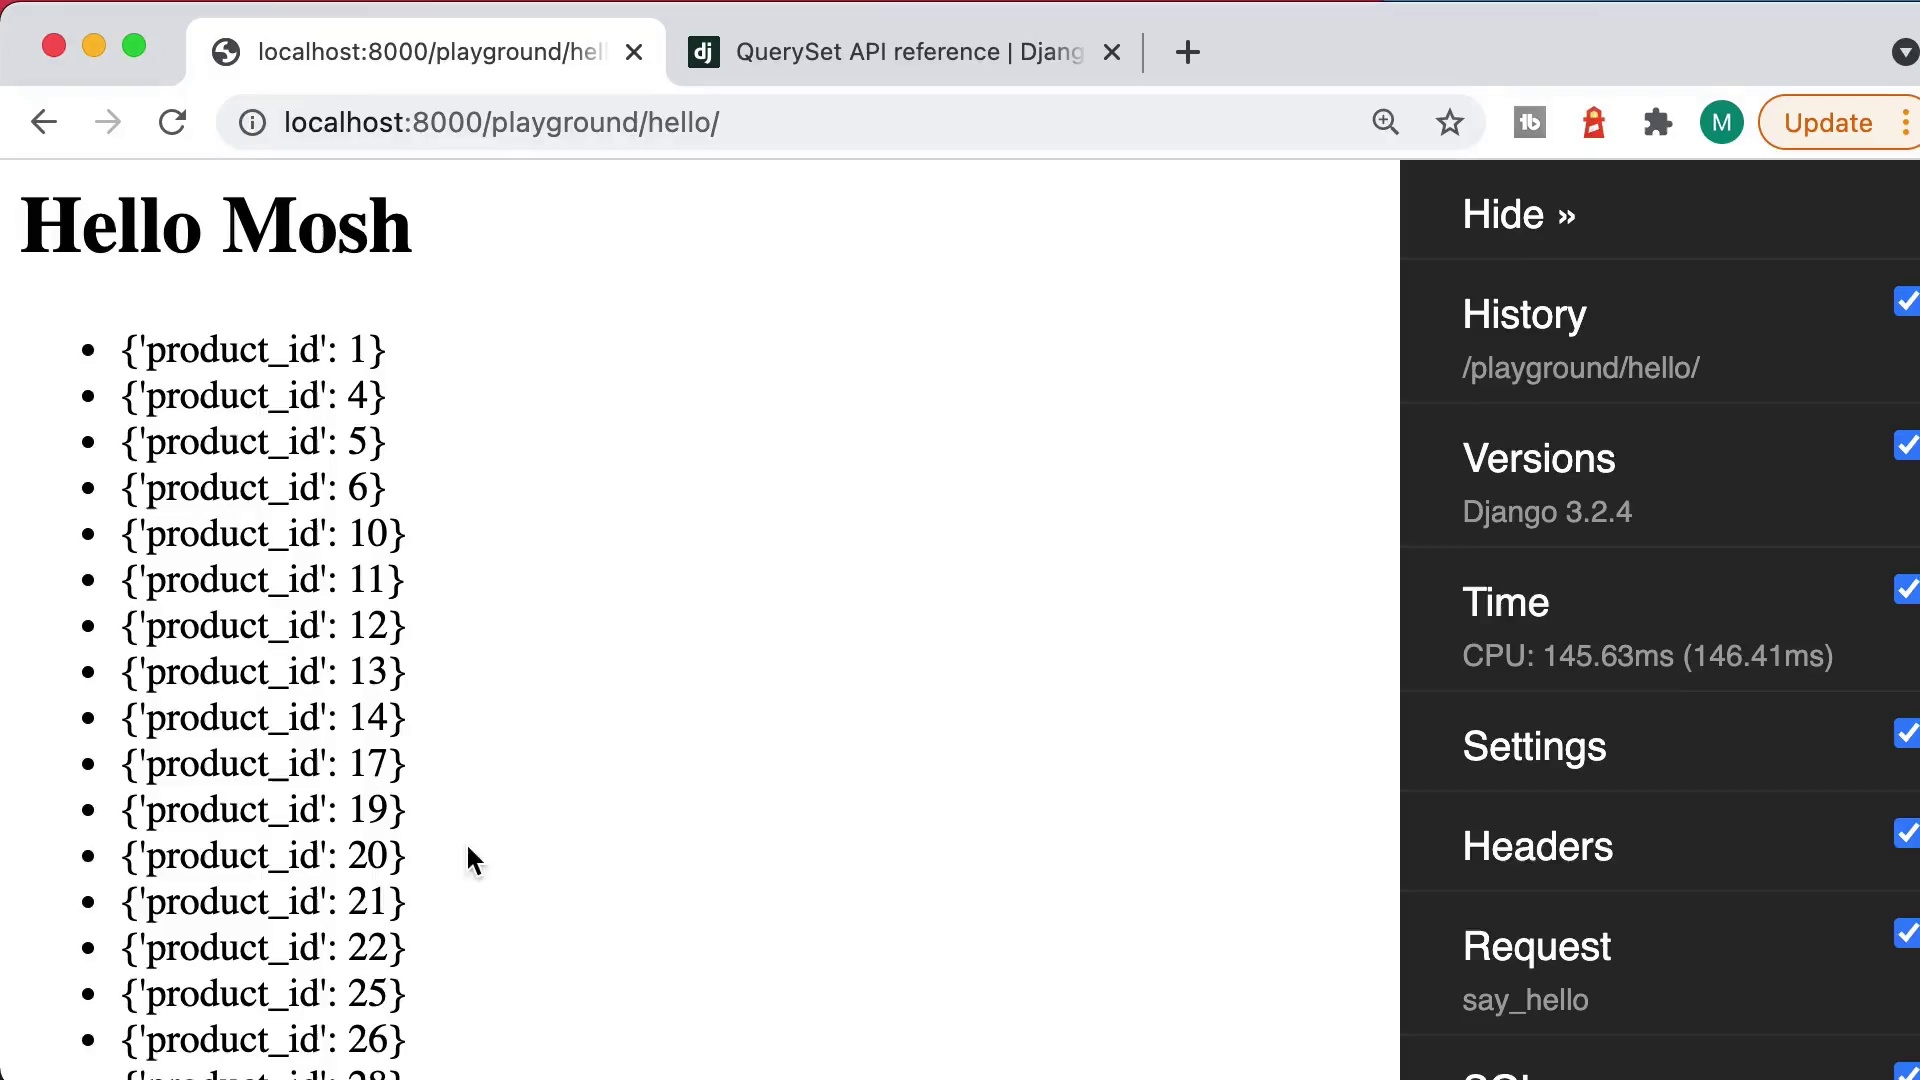 localhost:8000/playground/hel
QuerySet API reference | Djang
localhost:8000/playground/hello/
M
Update
Hello Mosh
{'product_id': 1}
{'product_id': 4}
{'product_id': 5}
{'product_id': 6}
{'product_id': 10}
{'product_id': 11}
{'product_id': 12}
{'product_id': 13}
{'product_id': 14}
{'product_id': 17}
{'product_id': 19}
{'product_id': 20}
{'product_id': 21}
{'product_id': 22}
{'product_id': 25}
{'product_id': 26}
Hide »
History
/playground/hello/
Versions
Django 3.2.4
Time
CPU: 145.63ms (146.41ms)
Settings
Headers
Request
say_hello